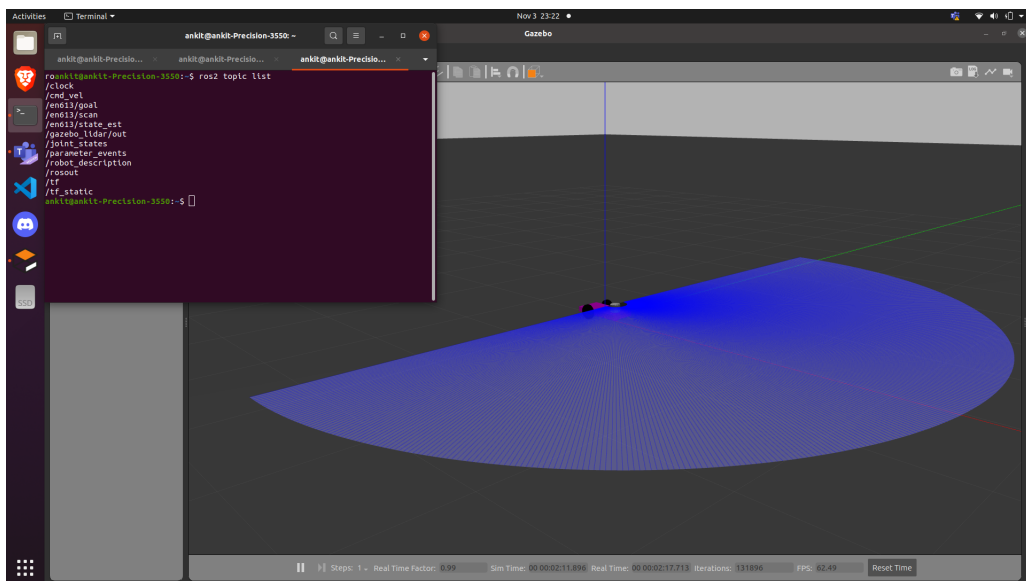 Activities Terminal Nov 3 23:22
ankit@ankit-Precision-3550: ~
Gazebo
ankit@ankit-Precisio... ankit@ankit-Precisio... ankit@ankit-Precisio...
roankit@ankit-Precision-3550:~$ ros2 topic list
/clock
/cmd_vel
/en613/goal
/en613/scan
/en613/state_est
/gazebo_lidar/out
/joint_states
/parameter_events
/robot_description
/rosout
/tf
/tf_static
ankit@ankit-Precision-3550:~$
SSD
Steps: 1 Real Time Factor: 0.99 Sim Time: 00 00:02:11.896 Real Time: 00 00:02:17.713 Iterations: 131896 FPS: 62.49 Reset Time